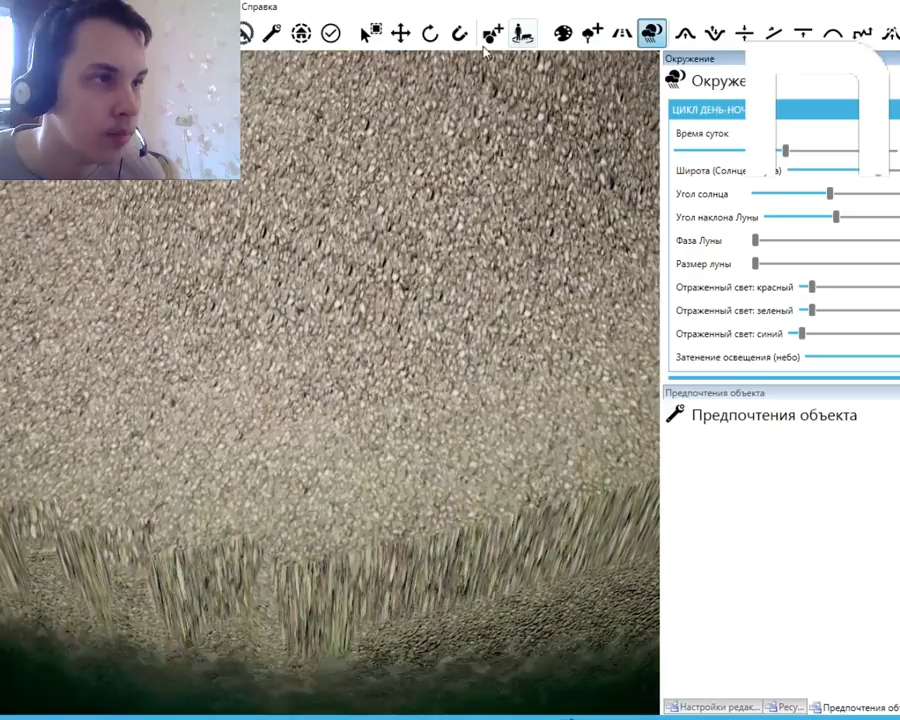 Справка
Окружение
Окруже
ЦИКЛ ДЕНЬ-НОЧ
Время суток
Широта (Солнце
а)
Угол солнца
Угол наклона Луны
Фаза Луны
Размер луны
Отраженный свет: красный
Отраженный свет: зеленый
Отраженный свет: синий
Затенение освещения (небо)
Предпочтения объекта
Предпочтения объекта
Настройки редак... Ресу... Предпочтения об